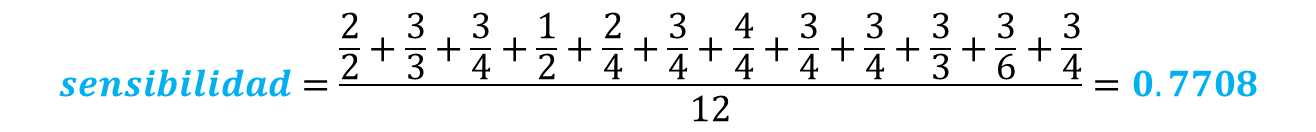 sensibilidad = (2/2 + 3/3 + 3/4 + 1/2 + 2/4 + 3/4 + 4/4 + 3/4 + 3/4 + 3/3 + 3/6 + 3/4) / 12 = 0.7708